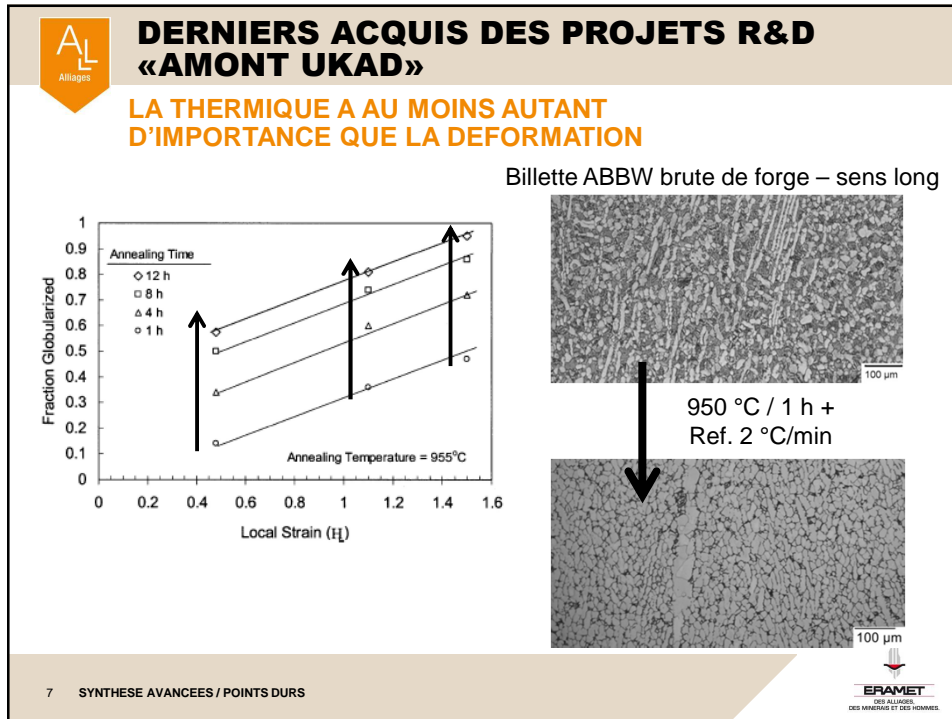 A
LL
Alliages
DERNIERS ACQUIS DES PROJETS R&D
«AMONT UKAD»
LA THERMIQUE A AU MOINS AUTANT
D'IMPORTANCE QUE LA DEFORMATION
Billette ABBW brute de forge – sens long
Fraction Globularized
1
0.9
0.8
0.7
0.6
0.5
0.4
0.3
0.2
0.1
0
Annealing Time
12 h
8 h
4 h
1 h
Annealing Temperature = 955°C
0 0.2 0.4 0.6 0.8 1 1.2 1.4 1.6
Local Strain (H)
100 µm
950 °C / 1 h +
Ref. 2 °C/min
100 µm
7 SYNTHESE AVANCEES / POINTS DURS
ERAMET
DES ALLIAGES,
DES MINERAIS ET DES HOMMES.